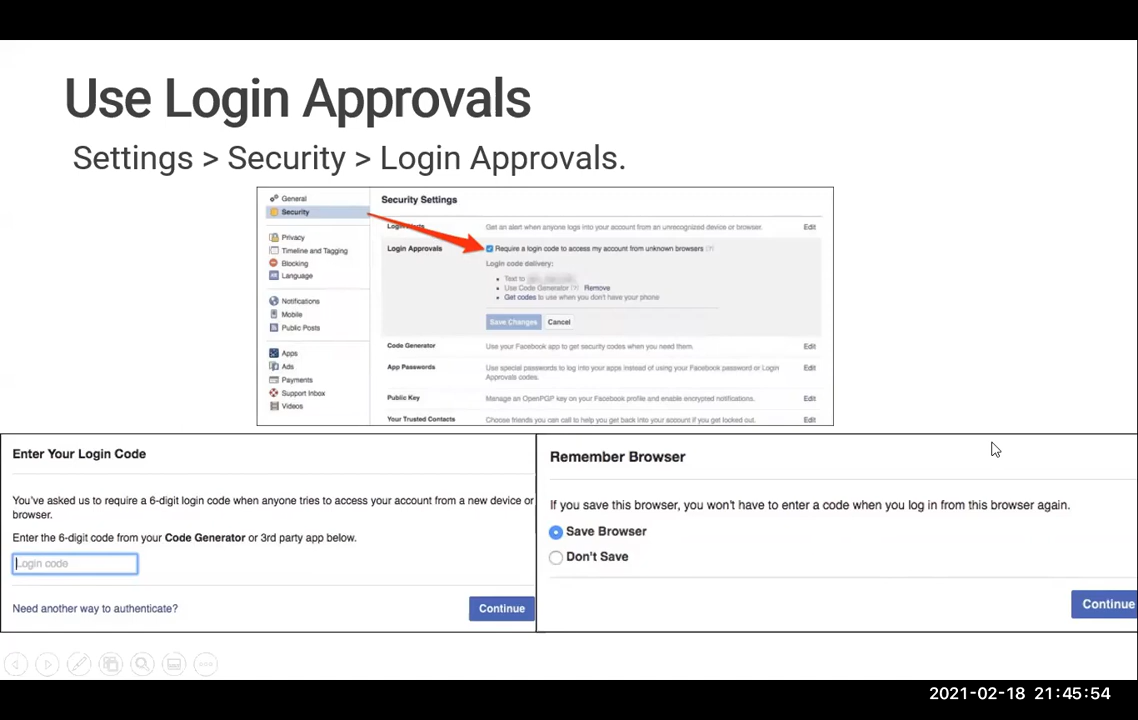 Use Login Approvals
Settings > Security > Login Approvals.
General
Security
Privacy
Timeline and Tagging
Blocking
Language
Notifications
Mobile
Public Posts
Apps
Ads
Payments
Support Inbox
Videos
Security Settings
Get an alert when anyone logs into your account from an unrecognized device or browser. Edit
Login Approvals Require a login code to access my account from unknown browsers [?]
Login code delivery:
Text to
Use Code Generator [?] Remove
Get codes to use when you don't have your phone
Save Changes Cancel
Code Generator Use your Facebook app to get security codes when you need them. Edit
App Passwords Use special passwords to log into your apps instead of using your Facebook password or Login Edit
Approvals codes.
Public Key Manage an OpenPGP key on your Facebook profile and enable encrypted notifications. Edit
Your Trusted Contacts Choose friends you can call to help you get back into your account if you get locked out. Edit
Enter Your Login Code
You've asked us to require a 6-digit login code when anyone tries to access your account from a new device or
browser.
Enter the 6-digit code from your Code Generator or 3rd party app below.
Login code
Need another way to authenticate? Continue
Remember Browser
If you save this browser, you won't have to enter a code when you log in from this browser again.
Save Browser
Don't Save
Continue
2021-02-18 21:45:54